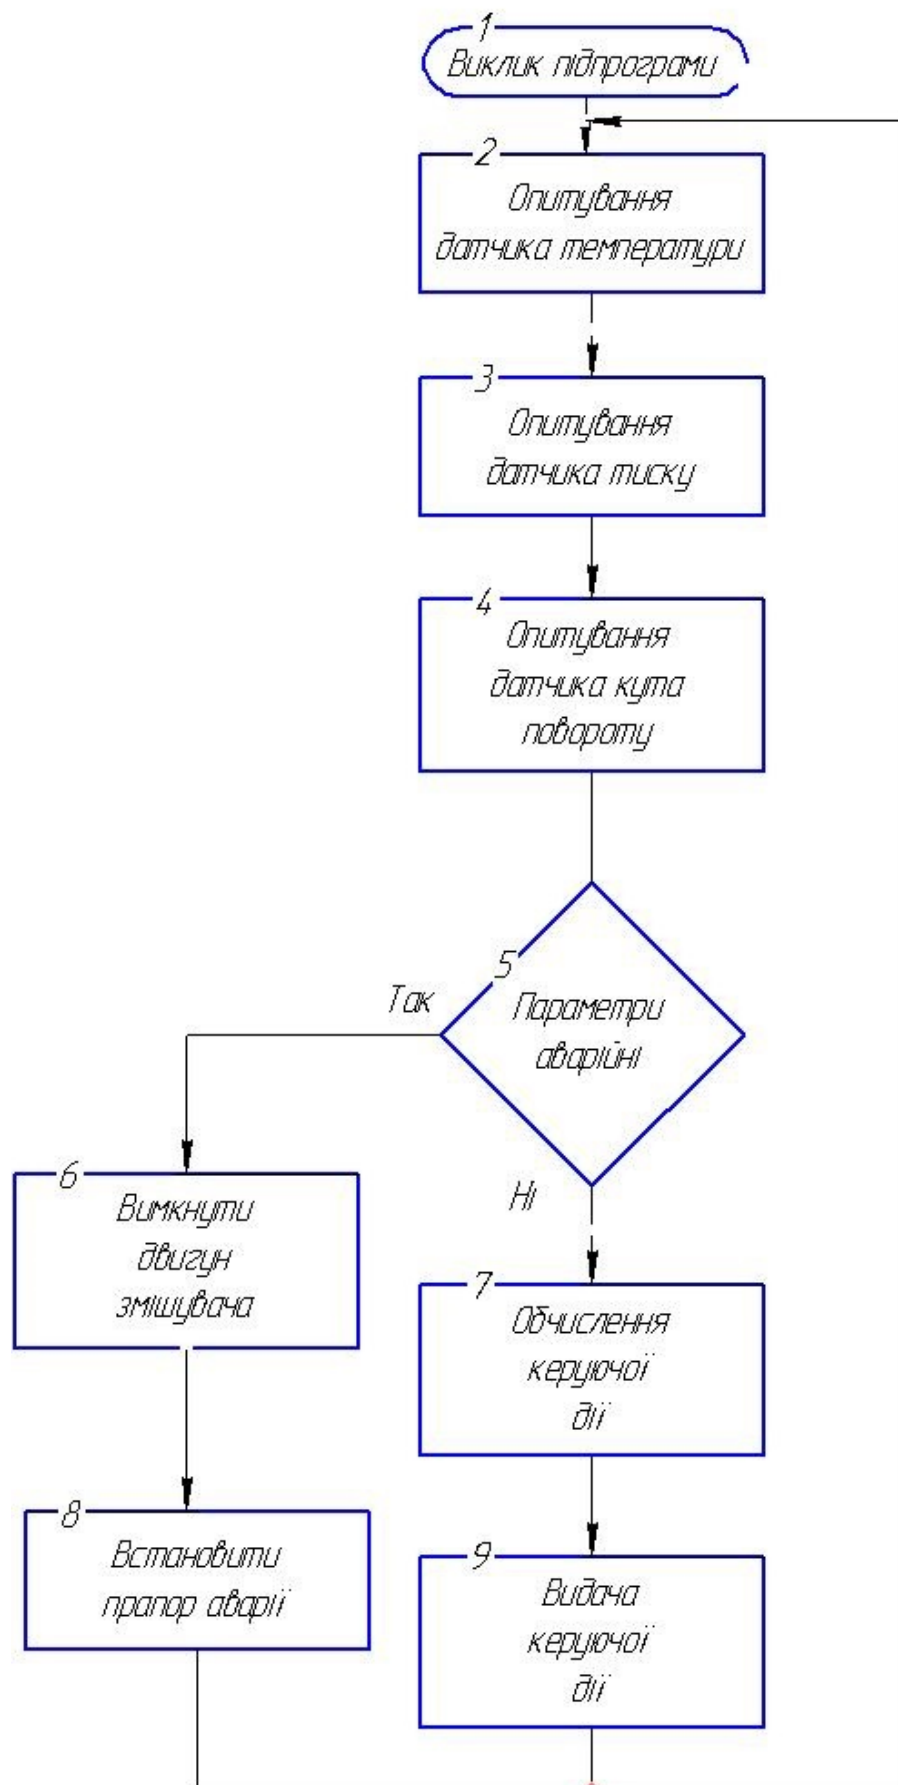 1
Виклик підпрограми
2
Опитування
датчика температури
3
Опитування
датчика тиску
4
Опитування
датчика кута
повороту
5
Параметри
аварійні
Так
Ні
6
Вимкнути
двигун
змішувача
7
Обчислення
керуючої
дії
8
Встановити
прапор аварії
9
Видача
керуючої
дії